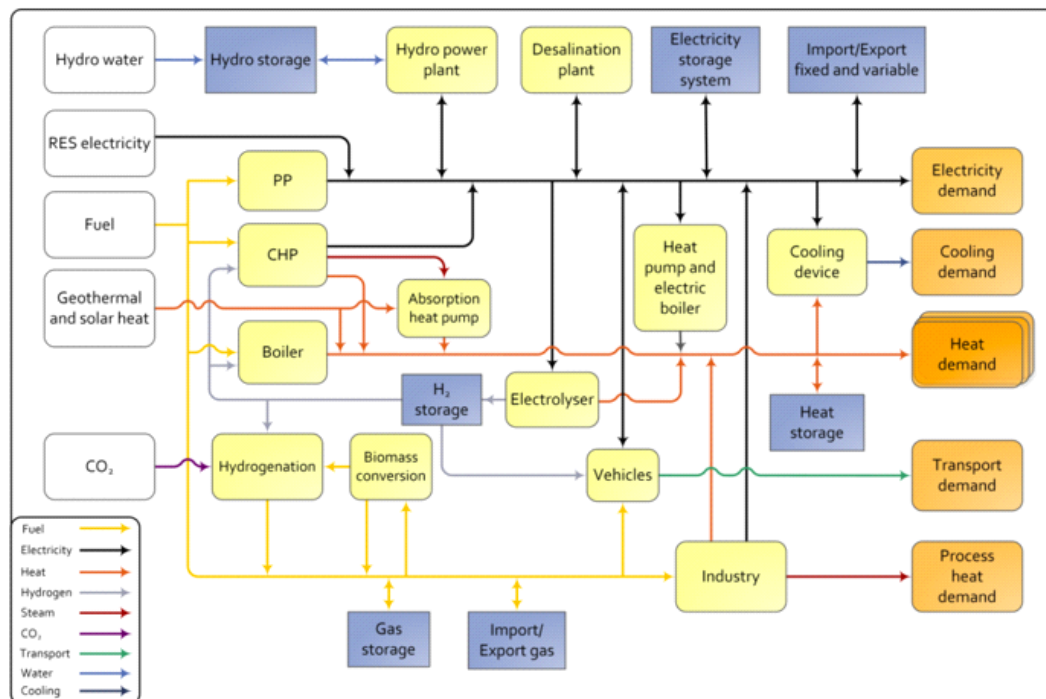 Hydro water
Hydro storage
Hydro power
plant
Desalination
plant
Electricity
storage
system
Import/Export
fixed and variable
RES electricity
PP
Electricity
demand
Fuel
CHP
Heat
pump and
electric
boiler
Cooling
device
Cooling
demand
Geothermal
and solar heat
Absorption
heat pump
Boiler
Heat
demand
H₂
storage
Electrolyser
Heat
storage
CO₂
Hydrogenation
Biomass
conversion
Vehicles
Transport
demand
Industry
Process
heat
demand
Gas
storage
Import/
Export gas
Fuel
Electricity
Heat
Hydrogen
Steam
CO₂
Transport
Water
Cooling